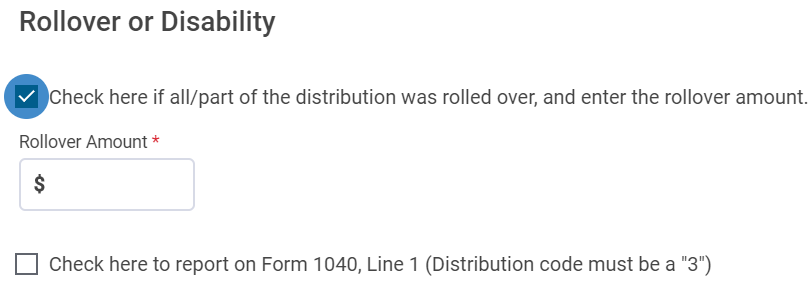 Rollover or Disability
Check here if all/part of the distribution was rolled over, and enter the rollover amount.
Rollover Amount *
$
Check here to report on Form 1040, Line 1 (Distribution code must be a "3")